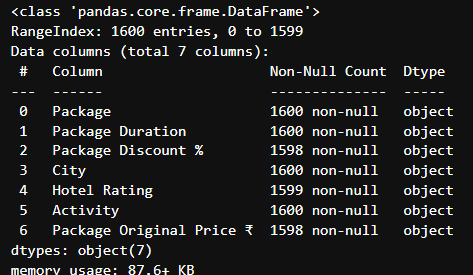 <class 'pandas.core.frame.DataFrame'>
RangeIndex: 1600 entries, 0 to 1599
Data columns (total 7 columns):
 #   Column                    Non-Null Count  Dtype
---  ------                    --------------  -----
 0   Package                   1600 non-null   object
 1   Package Duration          1600 non-null   object
 2   Package Discount %        1598 non-null   object
 3   City                      1600 non-null   object
 4   Hotel Rating              1599 non-null   object
 5   Activity                  1600 non-null   object
 6   Package Original Price ₹  1598 non-null   object
dtypes: object(7)
memory usage: 87.6+ KB